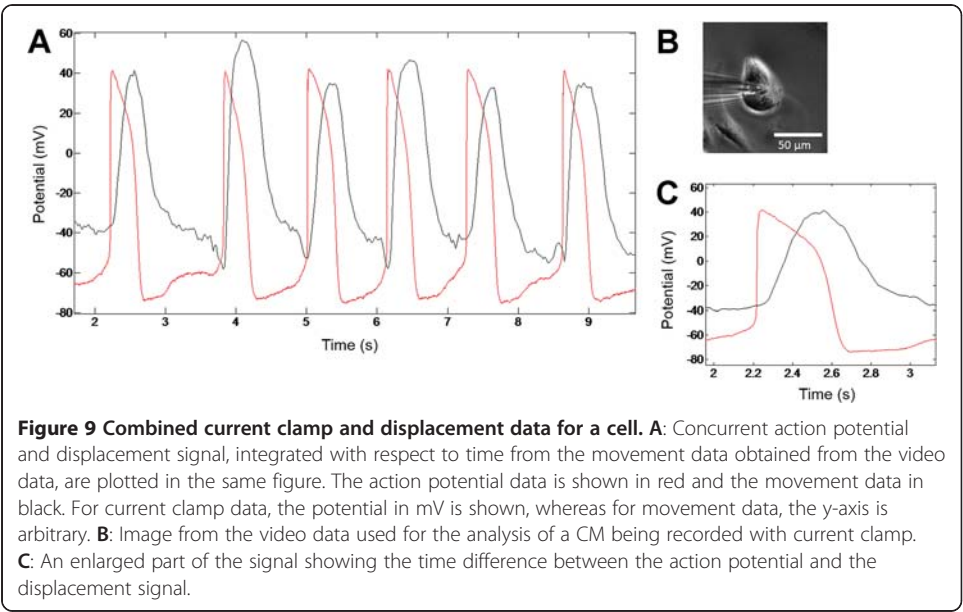 A
60
40
20
0
-20
-40
-60
-80
Potential (mV)
2 3 4 5 6 7 8 9
Time (s)
B
50 µm
C
60
40
20
0
-20
-40
-60
-80
Potential (mV)
2 2.2 2.4 2.6 2.8 3
Time (s)
Figure 9 Combined current clamp and displacement data for a cell. A: Concurrent action potential
and displacement signal, integrated with respect to time from the movement data obtained from the video
data, are plotted in the same figure. The action potential data is shown in red and the movement data in
black. For current clamp data, the potential in mV is shown, whereas for movement data, the y-axis is
arbitrary. B: Image from the video data used for the analysis of a CM being recorded with current clamp.
C: An enlarged part of the signal showing the time difference between the action potential and the
displacement signal.